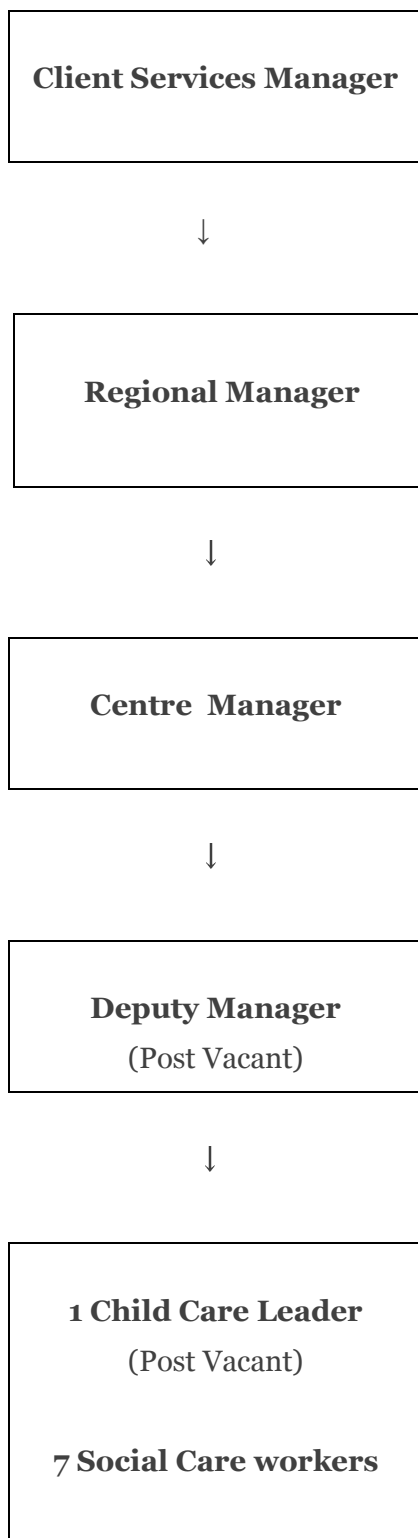 Client Services Manager
↓
Regional Manager
↓
Centre Manager
↓
Deputy Manager
(Post Vacant)
↓
1 Child Care Leader
(Post Vacant)
7 Social Care workers